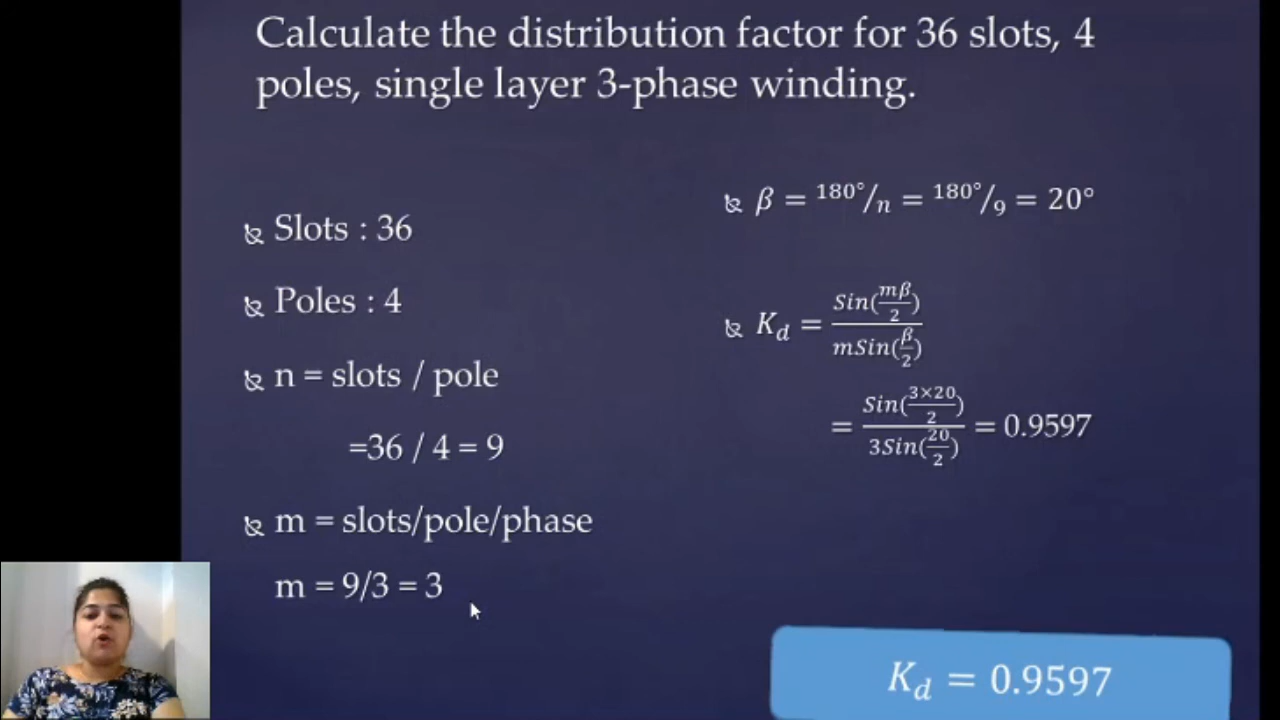 Calculate the distribution factor for 36 slots, 4
poles, single layer 3-phase winding.
Slots : 36
Poles : 4
n = slots / pole
=36 / 4 = 9
m = slots/pole/phase
m = 9/3 = 3
β = 180°/n = 180°/9 = 20°
K_d = Sin(mβ/2) / mSin(β/2)
= Sin(3×20/2) / 3Sin(20/2) = 0.9597
K_d = 0.9597